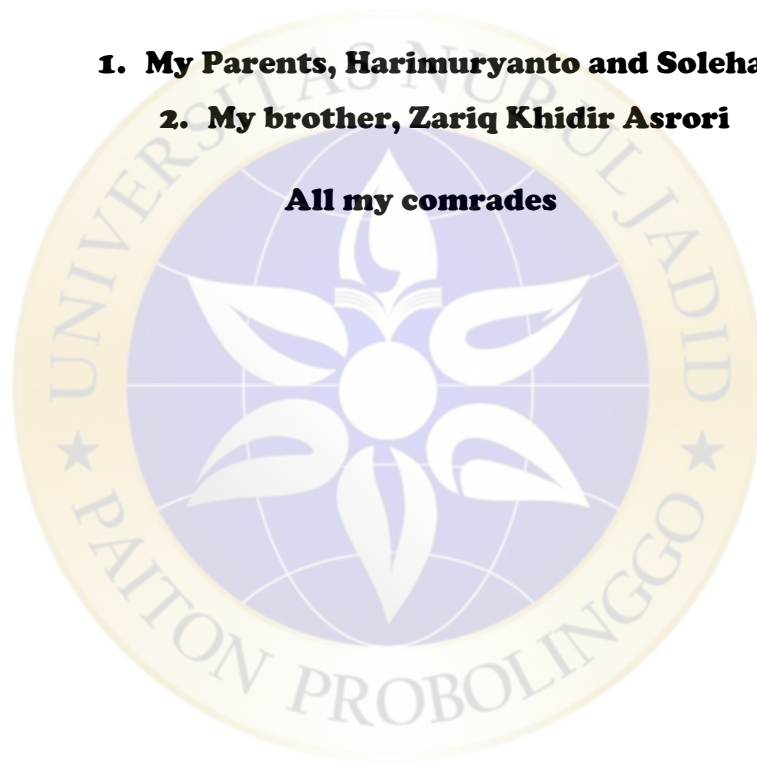 1. My Parents, Harimuryanto and Soleha
2. My brother, Zariq Khidir Asrori
All my comrades
UNIVERSITAS NURUL JADID
★ PAITON PROBOLINGGO ★